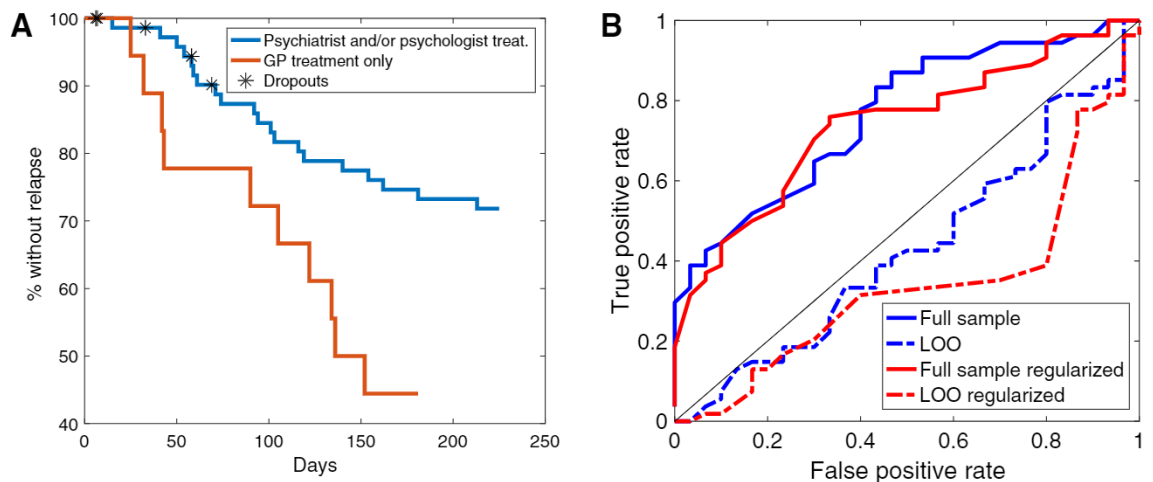 A
100
90
80
70
60
50
40
% without relapse
0 50 100 150 200 250
Days
Psychiatrist and/or psychologist treat.
GP treatment only
Dropouts
B
1
0.8
0.6
0.4
0.2
0
True positive rate
0 0.2 0.4 0.6 0.8 1
False positive rate
Full sample
LOO
Full sample regularized
LOO regularized